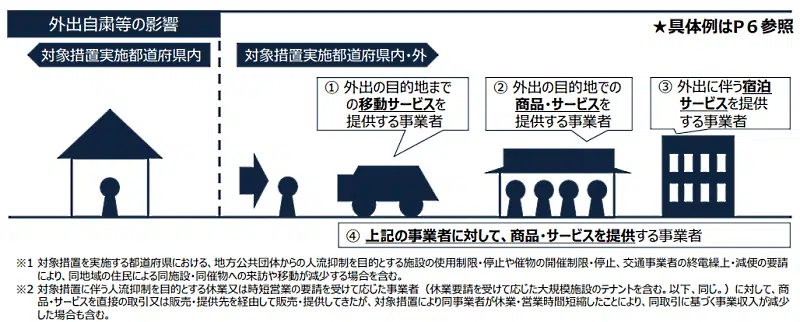 外出自粛等の影響
★具体例はP6参照
対象措置実施都道府県内
対象措置実施都道府県内・外
① 外出の目的地まで
の移動サービスを
提供する事業者
② 外出の目的地での
商品・サービスを
提供する事業者
③ 外出に伴う宿泊
サービスを提供
する事業者
④ 上記の事業者に対して、商品・サービスを提供する事業者
※1 対象措置を実施する都道府県における、地方公共団体からの人流抑制を目的とする施設の使用制限・停止や催物の開催制限・停止、交通事業者の終電繰上・減便の要請
により、同地域の住民による同施設・同催物への来訪や移動が減少する場合を含む。
※2 対象措置に伴う人流抑制を目的とする休業又は時短営業の要請を受けて応じた事業者（休業要請を受けて応じた大規模施設のテナントを含む。以下、同じ。）に対して、商
品・サービスを直接の取引又は販売・提供先を経由して販売・提供してきたが、対象措置により同事業者が休業・営業時間短縮したことにより、同取引に基づく事業収入が減少
した場合も含む。